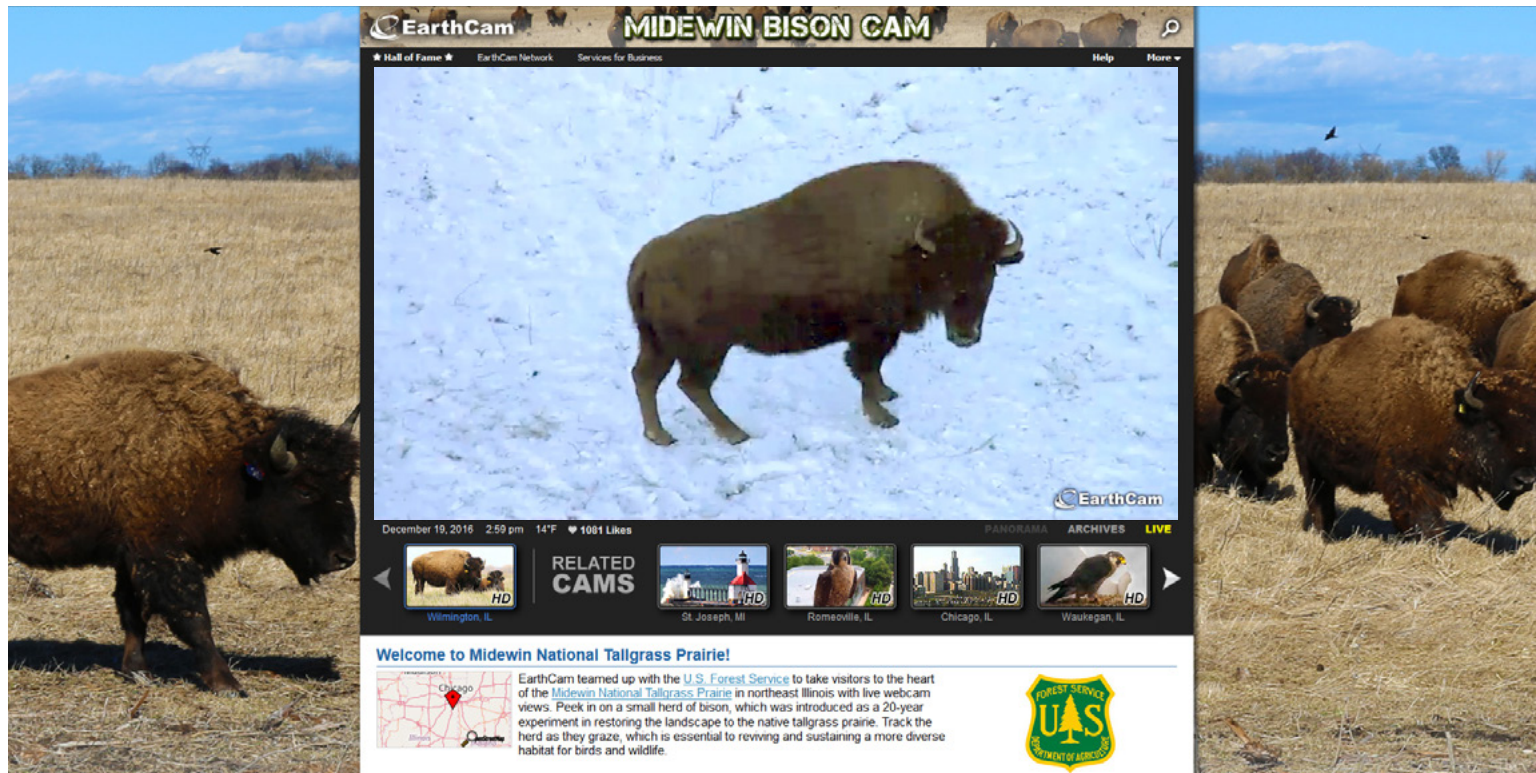 EarthCam
MIDEWIN BISON CAM
★ Hall of Fame ★ EarthCam Network Services for Business Help More
EarthCam
December 19, 2016 2:59 pm 14°F ♥ 1081 Likes PANORAMA ARCHIVES LIVE
RELATED
CAMS
HD HD HD HD HD
Wilmington, IL St. Joseph, MI Romeoville, IL Chicago, IL Waukegan, IL
Welcome to Midewin National Tallgrass Prairie!
EarthCam teamed up with the U.S. Forest Service to take visitors to the heart
of the Midewin National Tallgrass Prairie in northeast Illinois with live webcam
views. Peek in on a small herd of bison, which was introduced as a 20-year
experiment in restoring the landscape to the native tallgrass prairie. Track the
herd as they graze, which is essential to reviving and sustaining a more diverse
habitat for birds and wildlife.
Chicago
Illinois
FOREST SERVICE
U S
DEPARTMENT OF AGRICULTURE